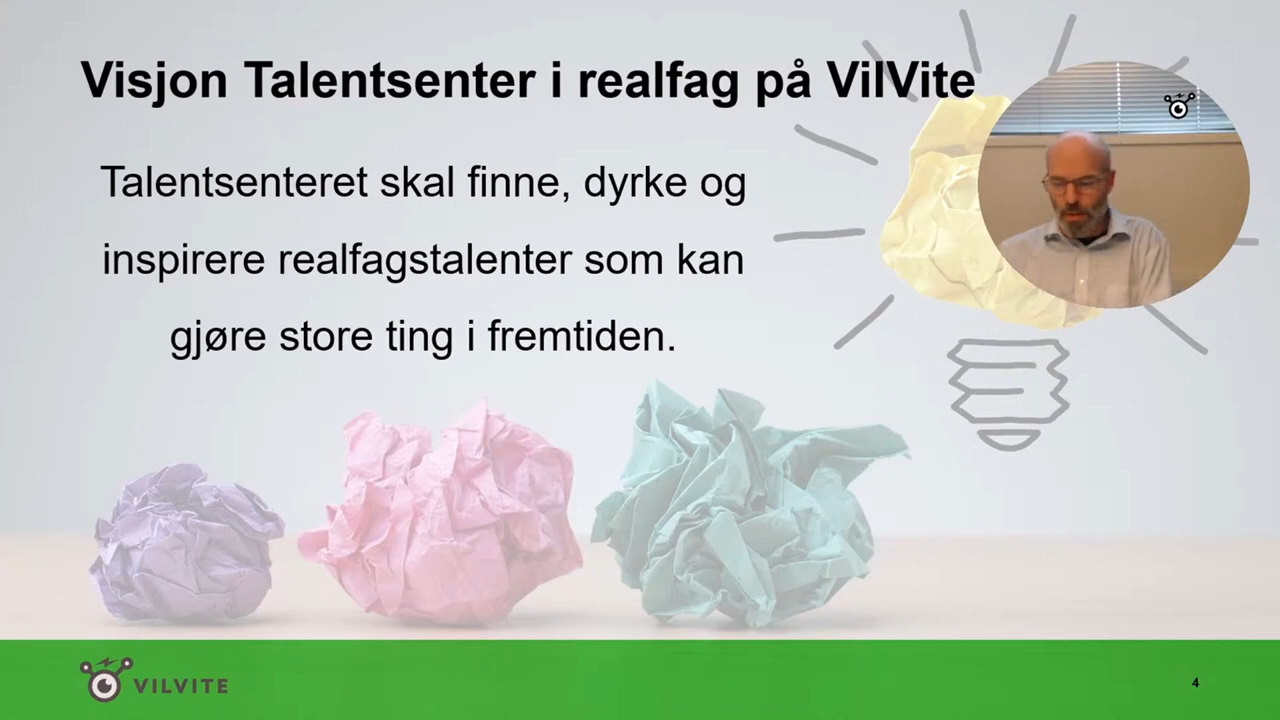 Visjon Talentsenter i realfag på VilVite
Talentsenteret skal finne, dyrke og
inspirere realfagstalenter som kan
gjøre store ting i fremtiden.
VILVITE
4